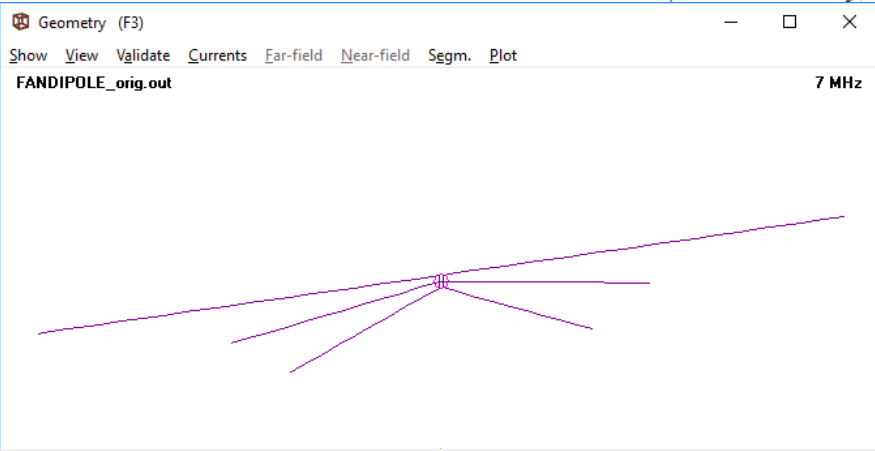 Geometry (F3)
Show View Validate Currents Far-field Near-field Segm. Plot
FANDIPOLE_orig.out 7 MHz